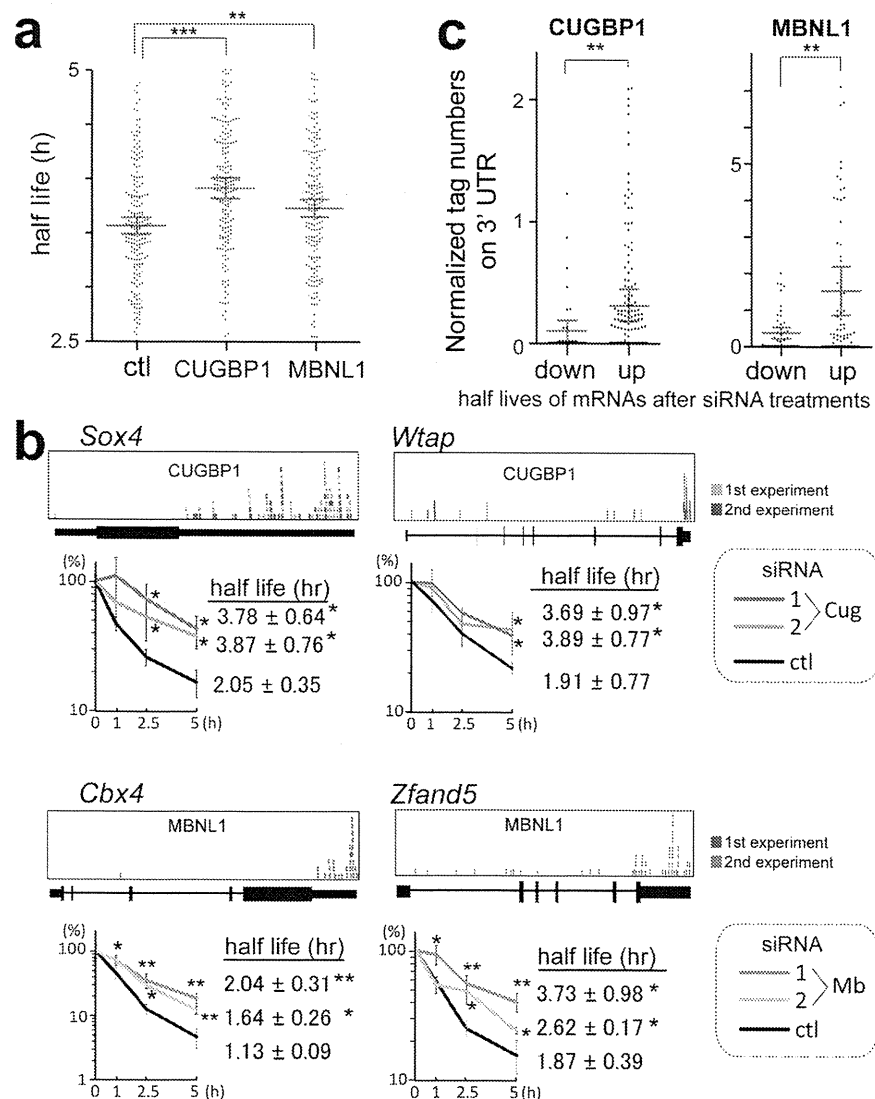 a
**
***
5
half life (h)
2.5
ctl CUGBP1 MBNL1
c
CUGBP1
**
2
1
0
Normalized tag numbers
on 3' UTR
down up
MBNL1
**
5
0
down up
half lives of mRNAs after siRNA treatments
b
Sox4
CUGBP1
(%)
100
10
0 1 2.5 5 (h)
*
*
*
*
half life (hr)
3.78 ± 0.64*
3.87 ± 0.76*
2.05 ± 0.35
Wtap
CUGBP1
(%)
100
10
0 1 2.5 5 (h)
*
*
half life (hr)
3.69 ± 0.97*
3.89 ± 0.77*
1.91 ± 0.77
1st experiment
2nd experiment
siRNA
1
2
Cug
ctl
Cbx4
MBNL1
(%)
100
10
1
0 1 2.5 5 (h)
*
**
*
**
**
half life (hr)
2.04 ± 0.31**
1.64 ± 0.26 *
1.13 ± 0.09
Zfand5
MBNL1
(%)
100
10
0 1 2.5 5 (h)
*
**
*
**
*
half life (hr)
3.73 ± 0.98 *
2.62 ± 0.17 *
1.87 ± 0.39
1st experiment
2nd experiment
siRNA
1
2
Mb
ctl